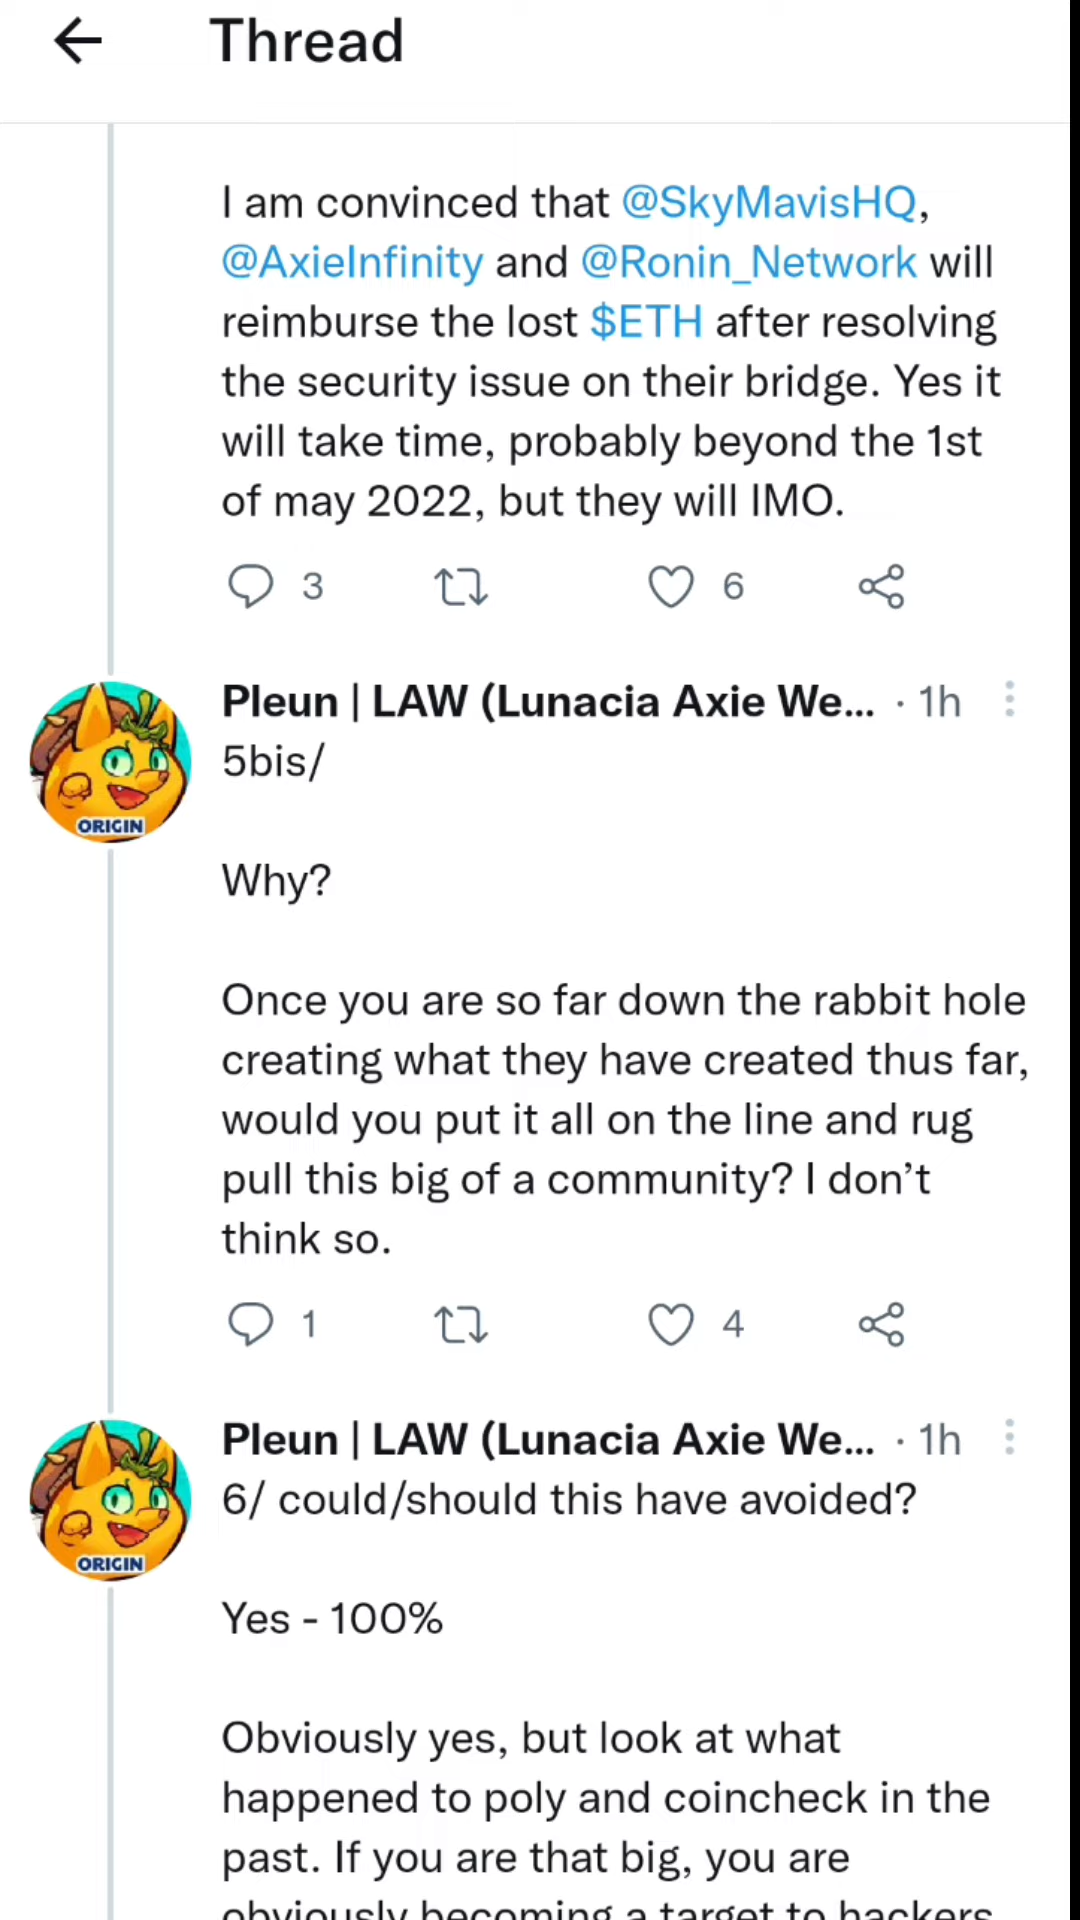 Thread
I am convinced that @SkyMavisHQ,
@AxieInfinity and @Ronin_Network will
reimburse the lost $ETH after resolving
the security issue on their bridge. Yes it
will take time, probably beyond the 1st
of may 2022, but they will IMO.
3 6
Pleun | LAW (Lunacia Axie We... · 1h
5bis/
ORIGIN
Why?
Once you are so far down the rabbit hole
creating what they have created thus far,
would you put it all on the line and rug
pull this big of a community? I don’t
think so.
1 4
Pleun | LAW (Lunacia Axie We... · 1h
6/ could/should this have avoided?
ORIGIN
Yes - 100%
Obviously yes, but look at what
happened to poly and coincheck in the
past. If you are that big, you are
obviously becoming a target to hackers